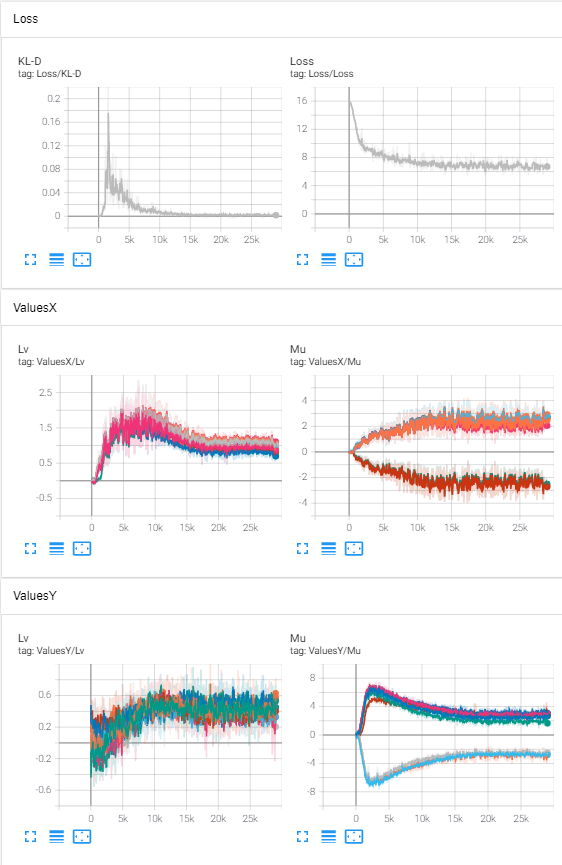 Loss
KL-D
tag: Loss/KL-D
0.2
0.16
0.12
0.08
0.04
0
0 5k 10k 15k 20k 25k
Loss
tag: Loss/Loss
16
12
8
4
0
0 5k 10k 15k 20k 25k
ValuesX
Lv
tag: ValuesX/Lv
2.5
1.5
0.5
-0.5
0 5k 10k 15k 20k 25k
Mu
tag: ValuesX/Mu
4
2
0
-2
-4
0 5k 10k 15k 20k 25k
ValuesY
Lv
tag: ValuesY/Lv
0.6
0.2
-0.2
-0.6
0 5k 10k 15k 20k 25k
Mu
tag: ValuesY/Mu
8
4
0
-4
-8
0 5k 10k 15k 20k 25k